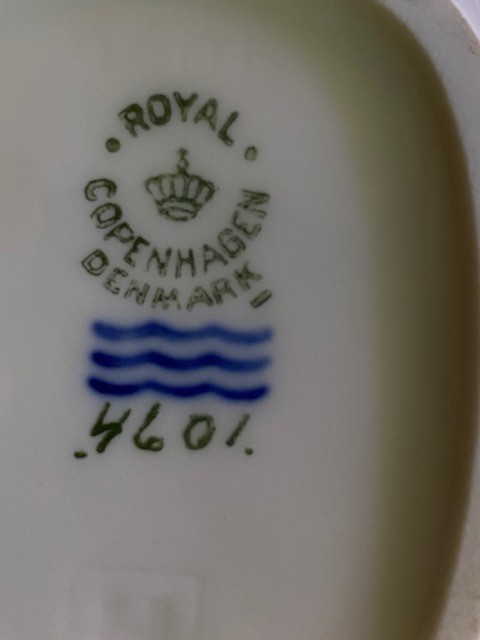 ROYAL
COPENHAGEN
DENMARK
.4601.